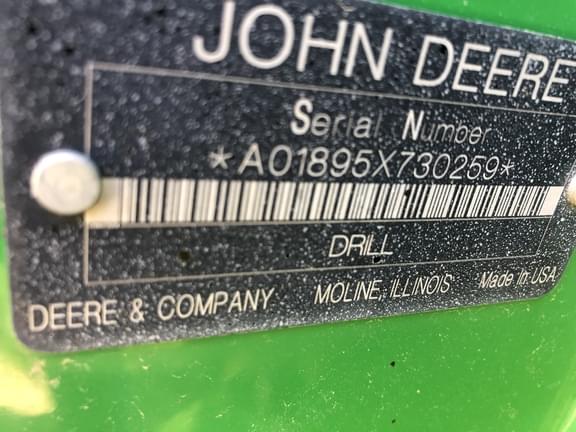 JOHN DEERE
Serial Number
*A01895X730259*
DRILL
DEERE & COMPANY MOLINE, ILLINOIS Made in USA